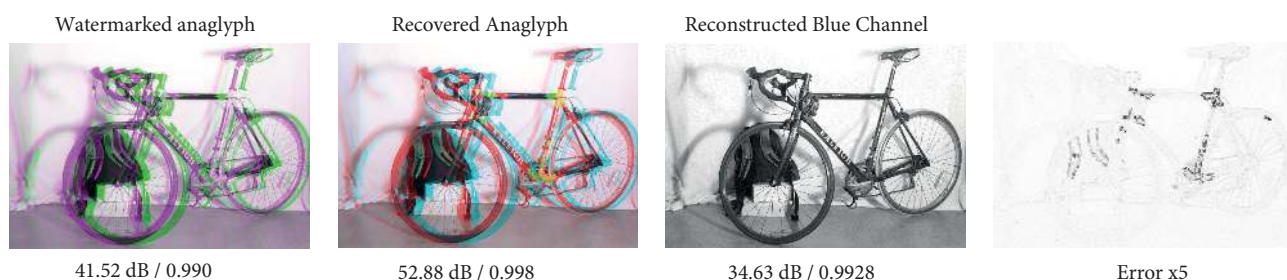 Watermarked anaglyph
Recovered Anaglyph
Reconstructed Blue Channel
41.52 dB / 0.990
52.88 dB / 0.998
34.63 dB / 0.9928
Error x5